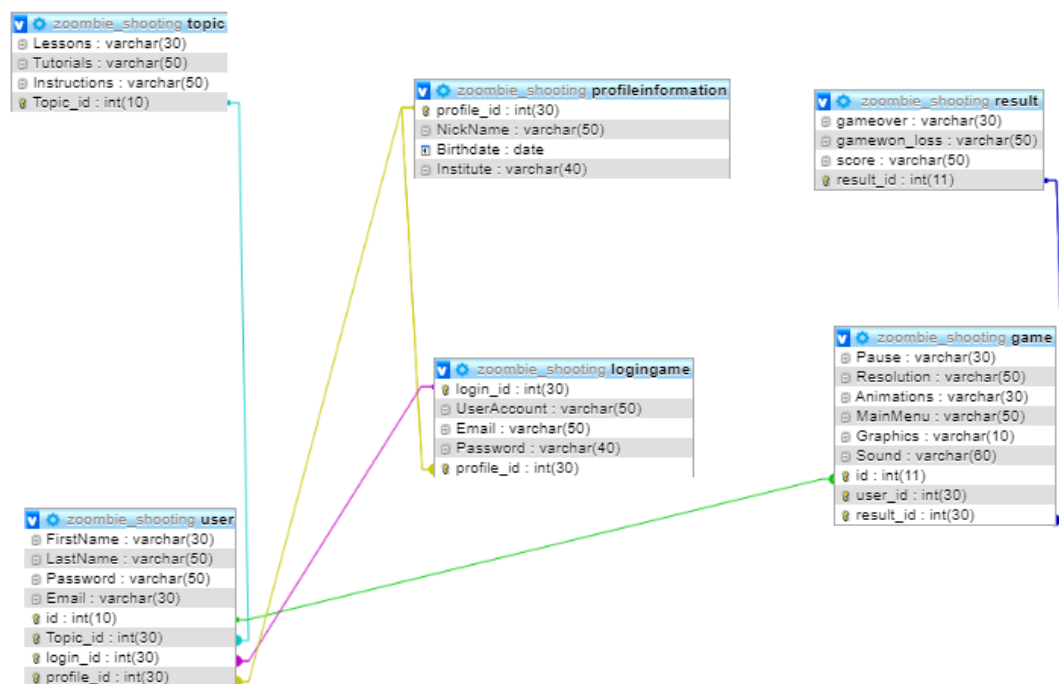 zoombie_shooting topic
Lessons : varchar(30)
Tutorials : varchar(50)
Instructions : varchar(50)
Topic_id : int(10)
zoombie_shooting profileinformation
profile_id : int(30)
NickName : varchar(50)
Birthdate : date
Institute : varchar(40)
zoombie_shooting result
gameover : varchar(30)
gamewon_loss : varchar(50)
score : varchar(50)
result_id : int(11)
zoombie_shooting logingame
login_id : int(30)
UserAccount : varchar(50)
Email : varchar(50)
Password : varchar(40)
profile_id : int(30)
zoombie_shooting game
Pause : varchar(30)
Resolution : varchar(50)
Animations : varchar(30)
MainMenu : varchar(50)
Graphics : varchar(10)
Sound : varchar(60)
id : int(11)
user_id : int(30)
result_id : int(30)
zoombie_shooting user
FirstName : varchar(30)
LastName : varchar(50)
Password : varchar(50)
Email : varchar(30)
id : int(10)
Topic_id : int(30)
login_id : int(30)
profile_id : int(30)